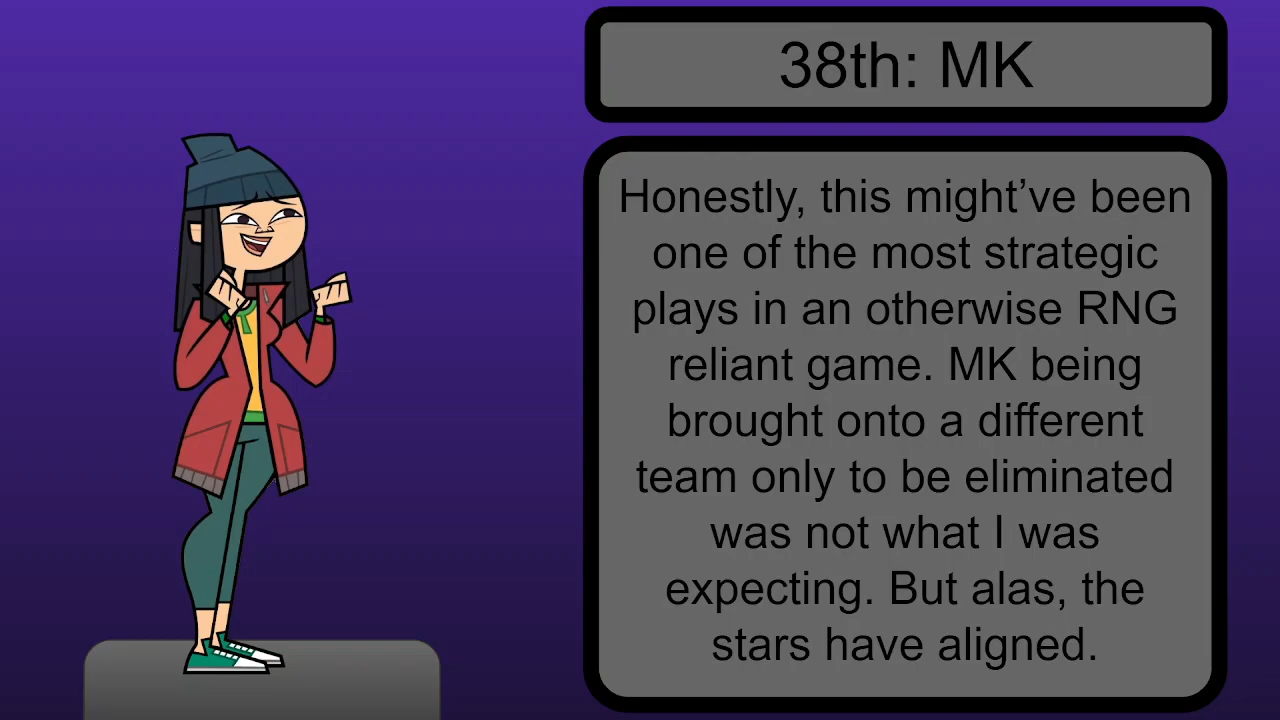 38th: MK
Honestly, this might’ve been
one of the most strategic
plays in an otherwise RNG
reliant game. MK being
brought onto a different
team only to be eliminated
was not what I was
expecting. But alas, the
stars have aligned.